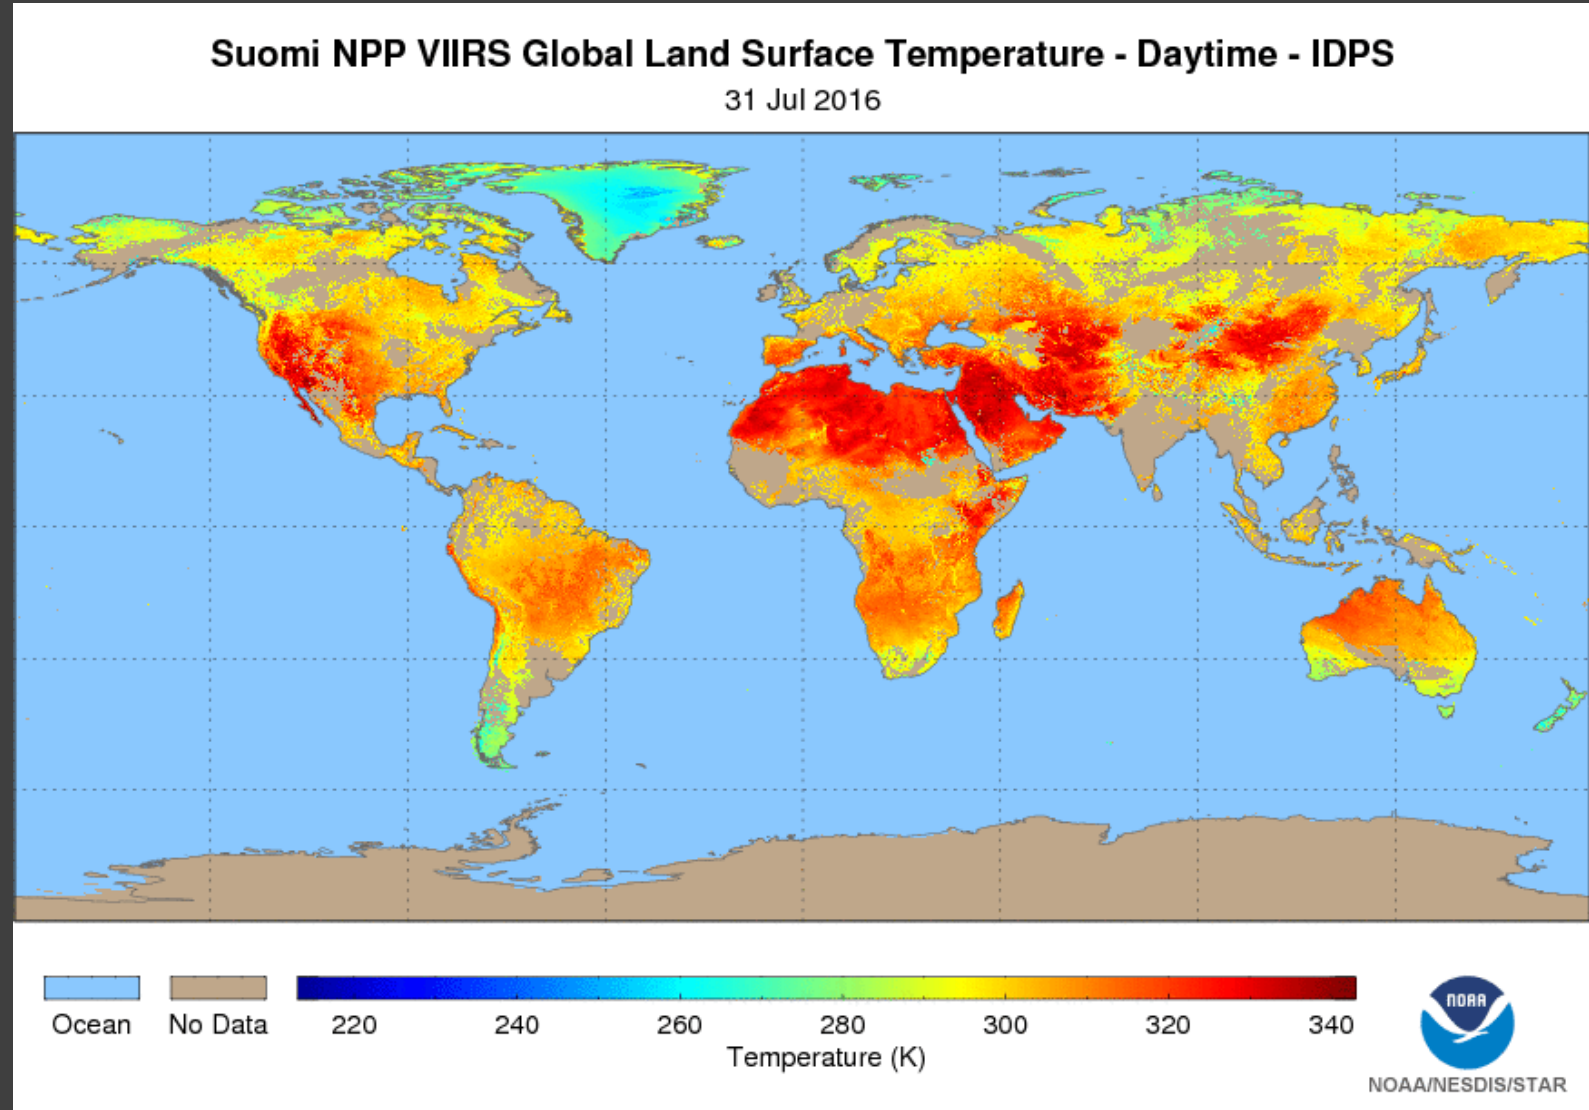 Suomi NPP VIIRS Global Land Surface Temperature - Daytime - IDPS
31 Jul 2016
Ocean No Data 220 240 260 280 300 320 340
Temperature (K)
NOAA
NOAA/NESDIS/STAR